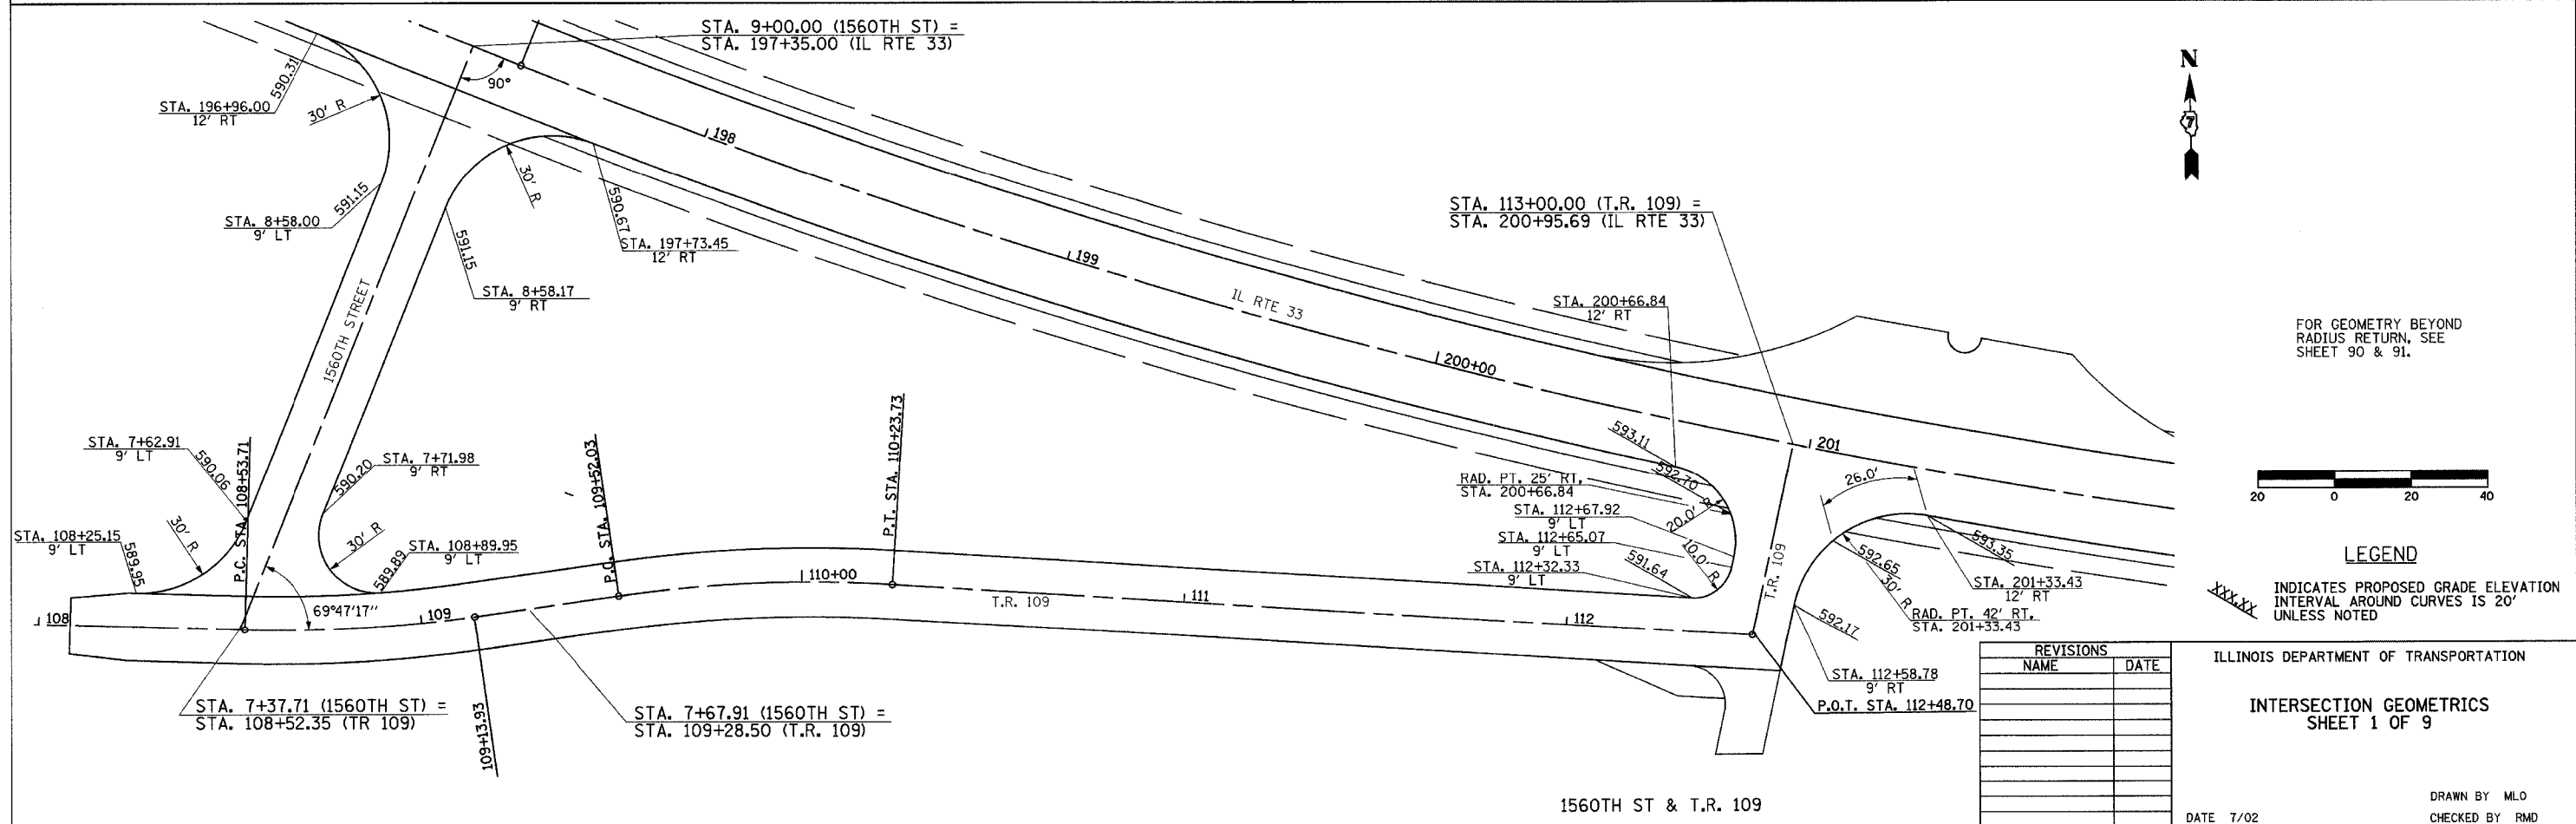 STA. 9+00.00 (1560TH ST) =
STA. 197+35.00 (IL RTE 33)
90°
590.31
STA. 196+96.00
12' RT
30' R
198
N
7
30' R
591.15
STA. 8+58.00
9' LT
590.67
STA. 197+73.45
12' RT
591.15
STA. 8+58.17
9' RT
STA. 113+00.00 (T.R. 109) =
STA. 200+95.69 (IL RTE 33)
199
IL RTE 33
1560TH STREET
STA. 200+66.84
12' RT
200+00
FOR GEOMETRY BEYOND
RADIUS RETURN, SEE
SHEET 90 & 91.
STA. 7+62.91
9' LT
590.06
P.C. STA. 108+53.71
STA. 7+71.98
9' RT
590.20
109+52.03
P.T. STA. 110+23.73
593.11
592.70
201
RAD. PT. 25' RT,
STA. 200+66.84
20.0' R
26.0'
20 0 20 40
STA. 112+67.92
9' LT
STA. 112+65.07
9' LT
STA. 112+32.33
9' LT
10.0' R
591.64
STA. 108+25.15
9' LT
589.95
30' R
30' R
STA. 108+89.95
9' LT
589.89
69°47'17"
108
109
110+00
T.R. 109
111
112
T.R. 109
593.35
592.65
30' R
STA. 201+33.43
12' RT
RAD. PT. 42' RT,
STA. 201+33.43
592.17
STA. 112+58.78
9' RT
P.O.T. STA. 112+48.70
LEGEND
XXX.XX
INDICATES PROPOSED GRADE ELEVATION
INTERVAL AROUND CURVES IS 20'
UNLESS NOTED
STA. 7+37.71 (1560TH ST) =
STA. 108+52.35 (TR 109)
109+13.93
STA. 7+67.91 (1560TH ST) =
STA. 109+28.50 (T.R. 109)
REVISIONS
NAME DATE
ILLINOIS DEPARTMENT OF TRANSPORTATION
INTERSECTION GEOMETRICS
SHEET 1 OF 9
1560TH ST & T.R. 109
DRAWN BY MLO
DATE 7/02
CHECKED BY RMD